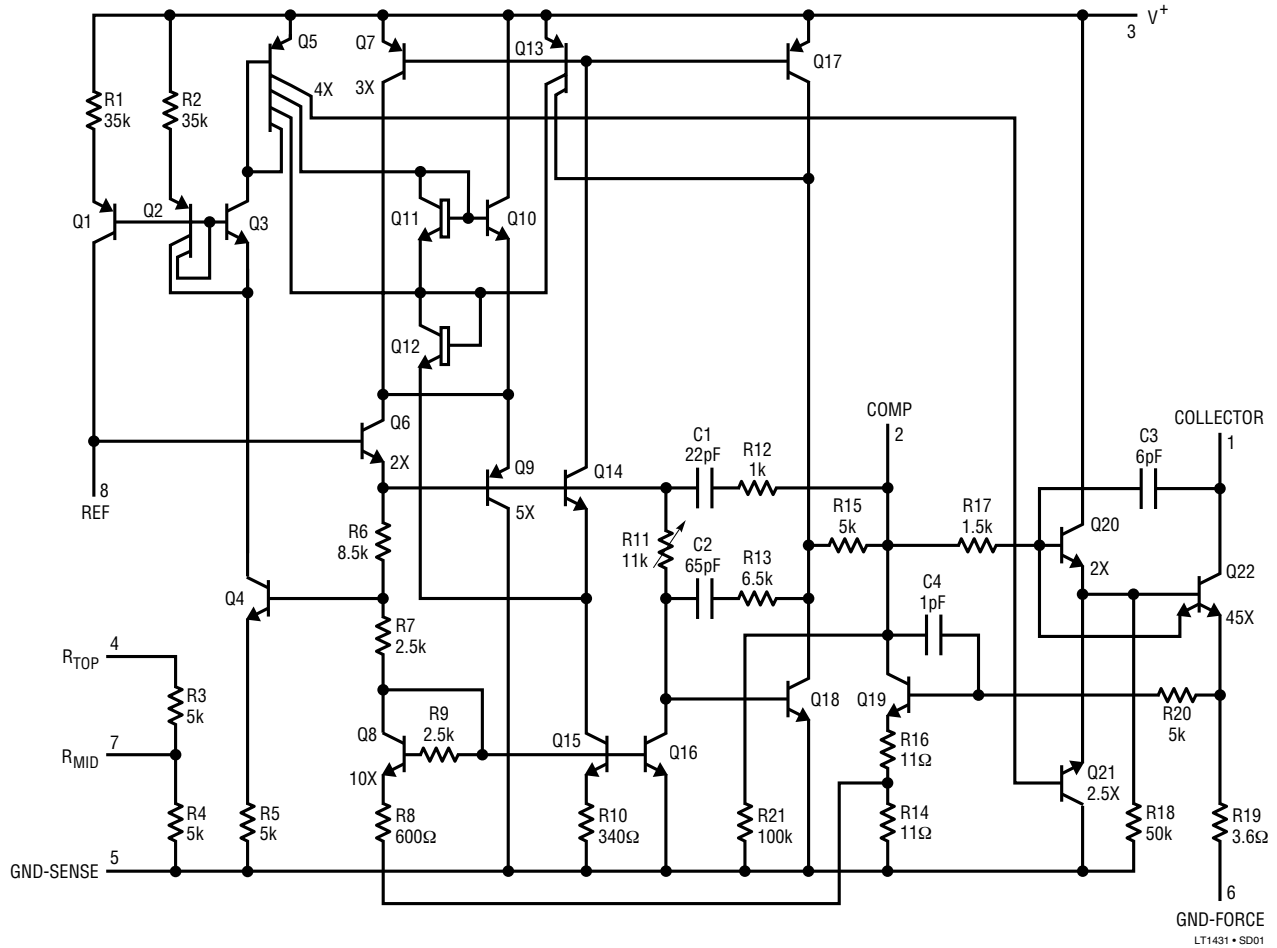 V+
3
Q5
Q7
Q13
Q17
4X
3X
R1
35k
R2
35k
Q1
Q2
Q3
Q11
Q10
Q12
COMP
2
COLLECTOR
1
Q6
2X
8
REF
Q9
5X
Q14
C1
22pF
R12
1k
C3
6pF
R6
8.5k
R11
11k
C2
65pF
R13
6.5k
R15
5k
R17
1.5k
Q20
2X
Q22
45X
C4
1pF
Q4
R7
2.5k
4
RTOP
R3
5k
7
RMID
R4
5k
R5
5k
Q8
10X
R9
2.5k
Q15
Q16
Q18
Q19
R20
5k
R16
11Ω
Q21
2.5X
R8
600Ω
R10
340Ω
R21
100k
R14
11Ω
R18
50k
R19
3.6Ω
5
GND-SENSE
6
GND-FORCE
LT1431 • SD01